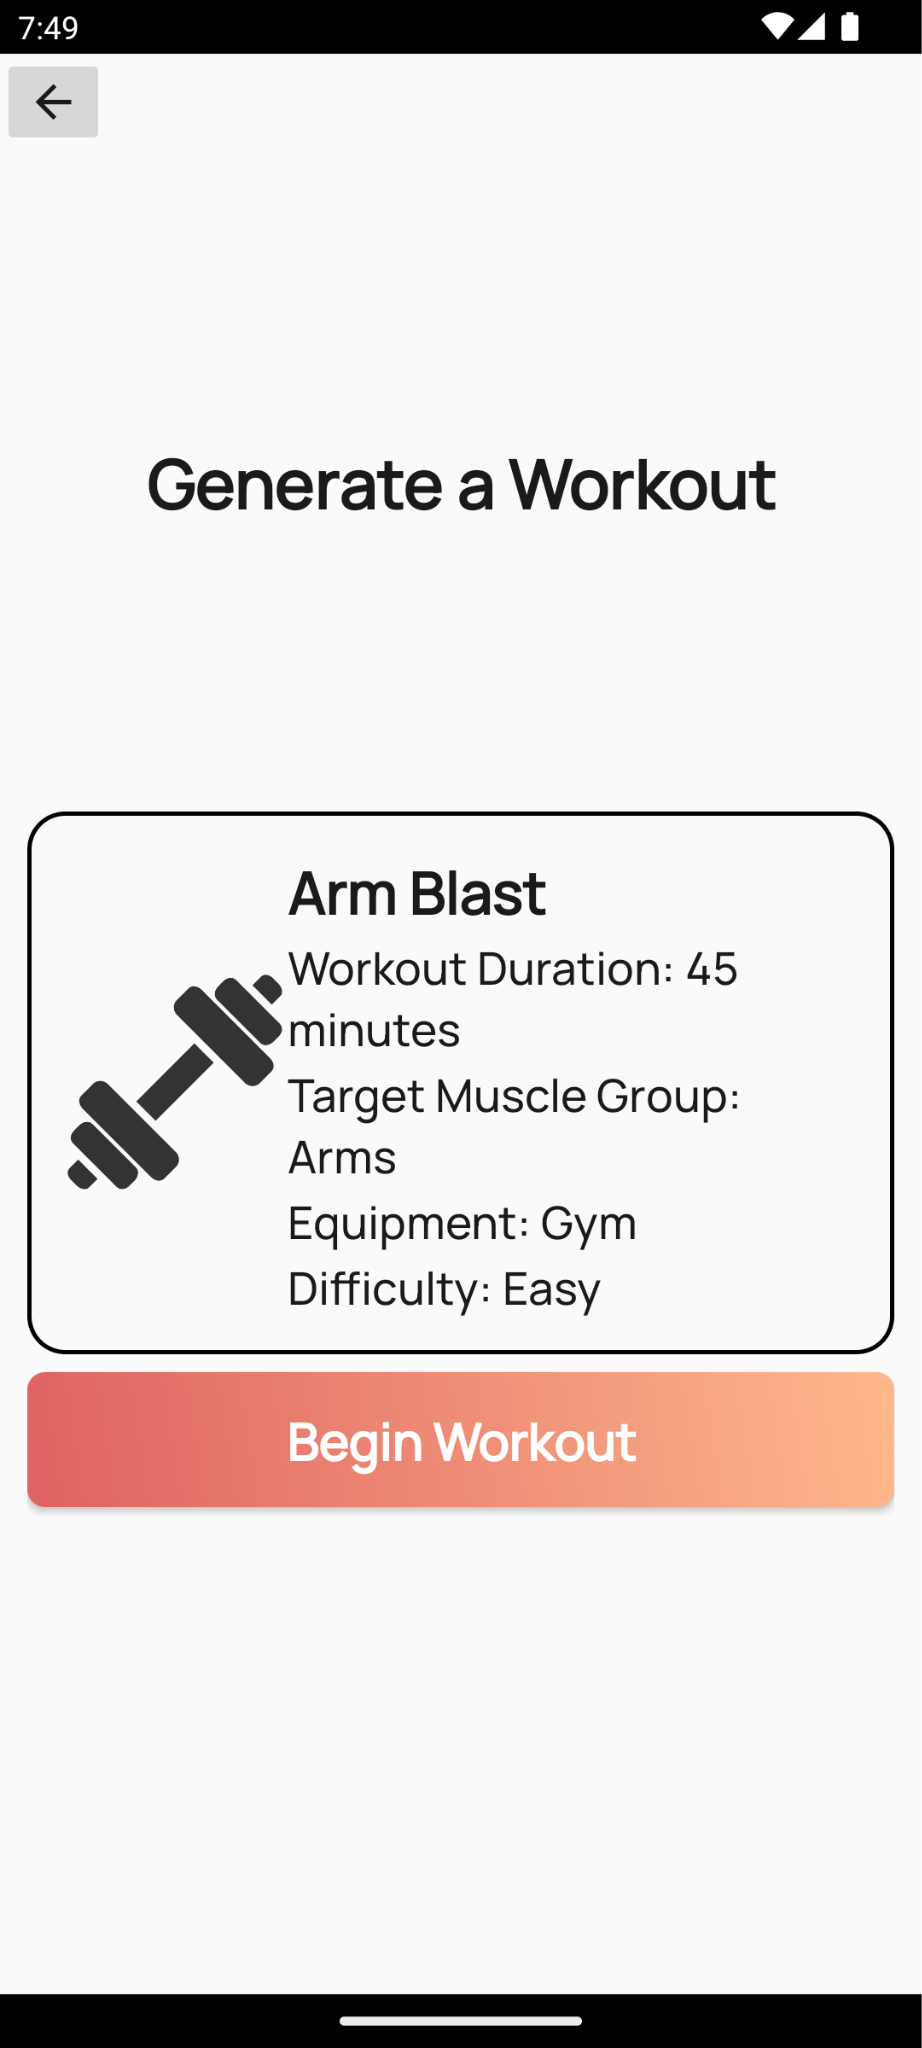 7:49
Generate a Workout
Arm Blast
Workout Duration: 45
minutes
Target Muscle Group:
Arms
Equipment: Gym
Difficulty: Easy
Begin Workout